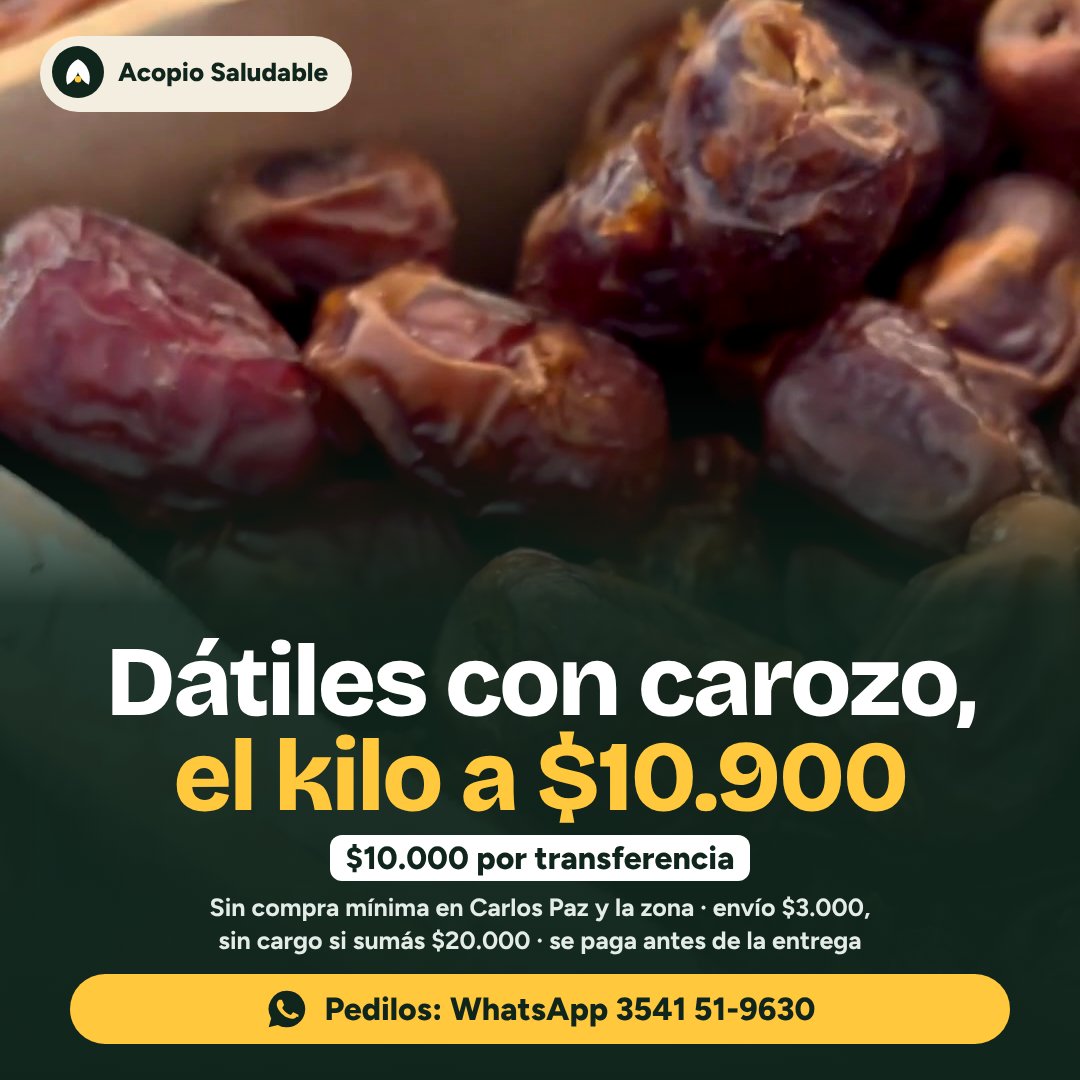 Acopio Saludable
Dátiles con carozo,
el kilo a $10.900
$10.000 por transferencia
Sin compra mínima en Carlos Paz y la zona · envío $3.000,
sin cargo si sumás $20.000 · se paga antes de la entrega
Pedilos: WhatsApp 3541 51-9630